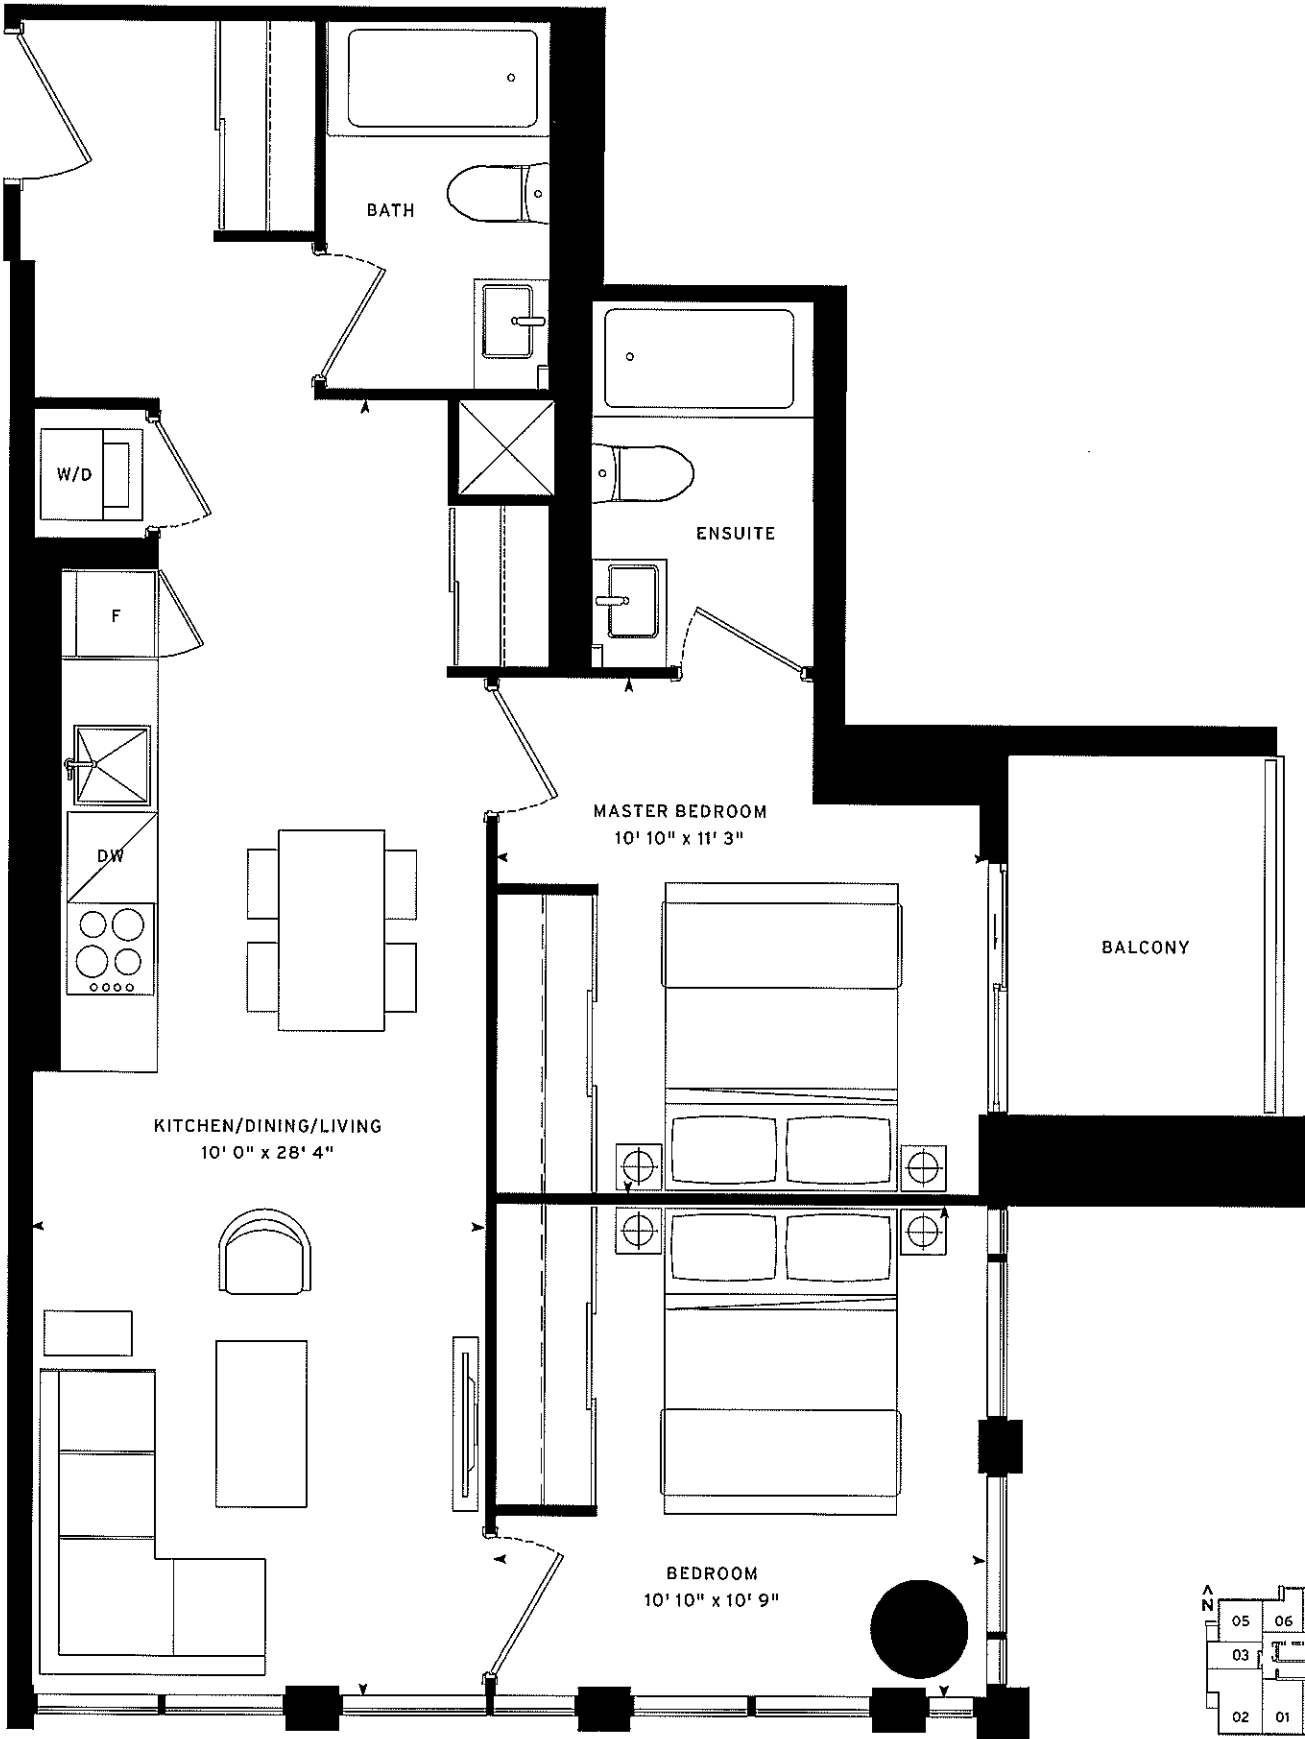 BATH
W/D
ENSUITE
F
MASTER BEDROOM
10' 10" x 11' 3"
DW
BALCONY
KITCHEN/DINING/LIVING
10' 0" x 28' 4"
BEDROOM
10' 10" x 10' 9"
N
05 06
03
02 01